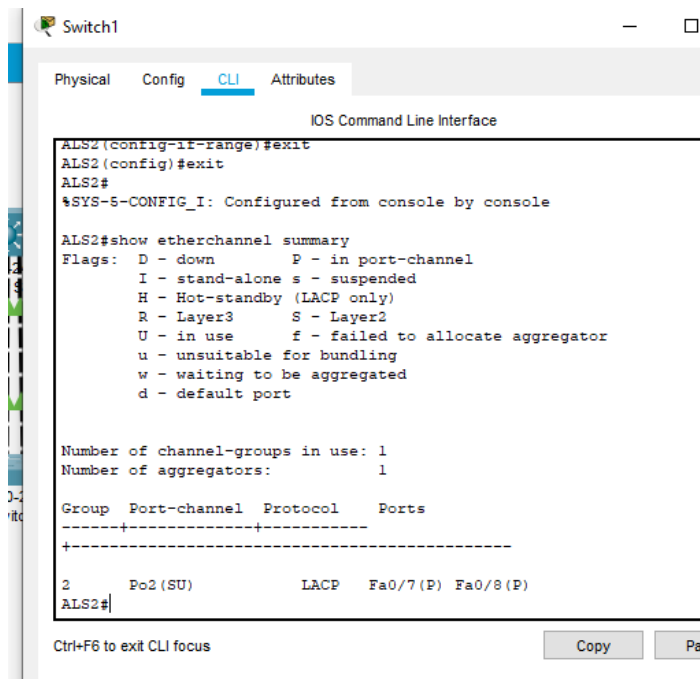 Switch1
Physical Config CLI Attributes
IOS Command Line Interface
ALS2(config-if-range)#exit
ALS2(config)#exit
ALS2#
%SYS-5-CONFIG_I: Configured from console by console
ALS2#show etherchannel summary
Flags:  D - down        P - in port-channel
        I - stand-alone s - suspended
        H - Hot-standby (LACP only)
        R - Layer3      S - Layer2
        U - in use      f - failed to allocate aggregator
        u - unsuitable for bundling
        w - waiting to be aggregated
        d - default port
Number of channel-groups in use: 1
Number of aggregators:           1
Group  Port-channel  Protocol    Ports
------+-------------+-----------
+----------------------------------------------
2      Po2(SU)           LACP   Fa0/7(P) Fa0/8(P)
ALS2#
Ctrl+F6 to exit CLI focus
Copy